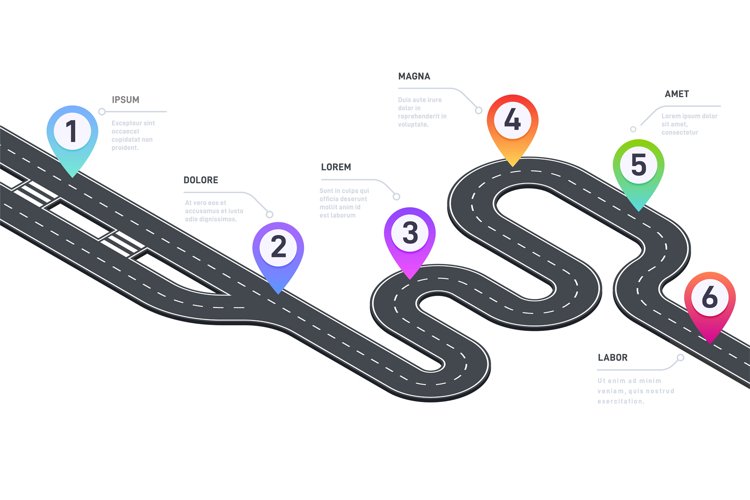 1
IPSUM
Excepteur sint
occaecat
cupidatat non
proident.
2
DOLORE
At vero eos et
accusamus et iusto
odio dignissimos.
3
LOREM
Sunt in culpa qui
officia deserunt
mollit anim id
est laborum
4
MAGNA
Duis aute irure
dolor in
reprehenderit in
voluptate.
5
AMET
Lorem ipsum dolor
sit amet,
consectetur
6
LABOR
Ut enim ad minim
veniam, quis nostrud
exercitation.